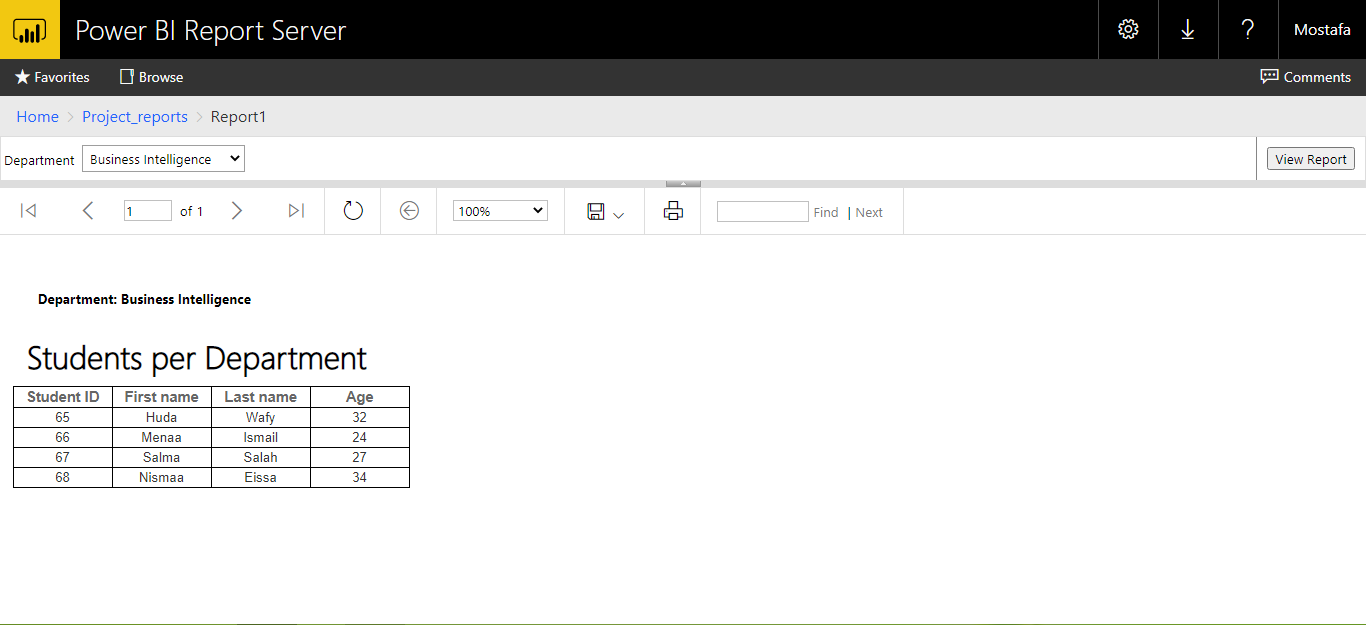 Power BI Report Server
? Mostafa
Favorites Browse Comments
Home > Project_reports > Report1
Department Business Intelligence View Report
1 of 1 100% Find | Next
Department: Business Intelligence
Students per Department
Student ID First name Last name Age
65 Huda Wafy 32
66 Menaa Ismail 24
67 Salma Salah 27
68 Nismaa Eissa 34